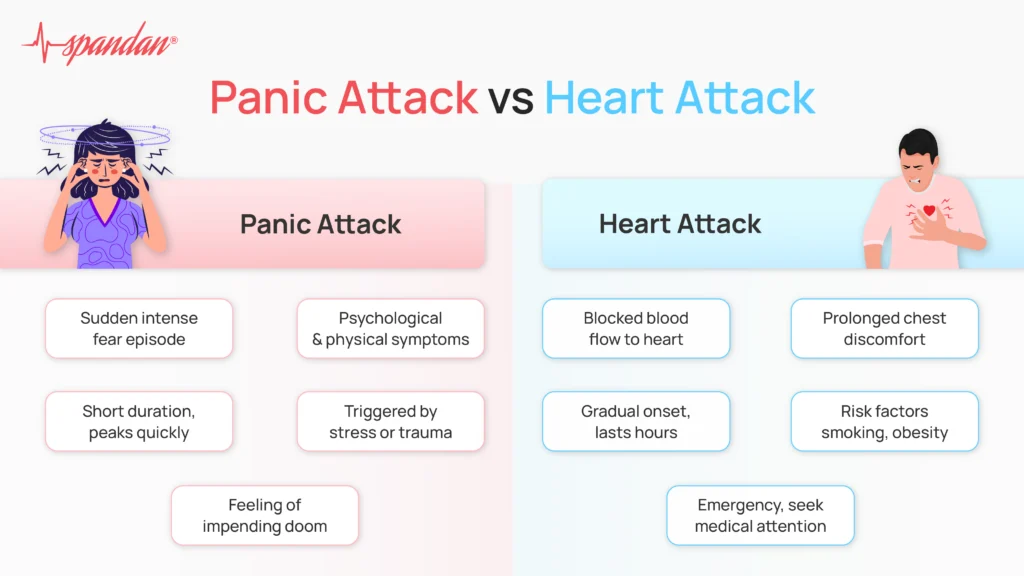 spandan®
Panic Attack vs Heart Attack
Panic Attack
Sudden intense
fear episode
Psychological
& physical symptoms
Short duration,
peaks quickly
Triggered by
stress or trauma
Feeling of
impending doom
Heart Attack
Blocked blood
flow to heart
Prolonged chest
discomfort
Gradual onset,
lasts hours
Risk factors
smoking, obesity
Emergency, seek
medical attention